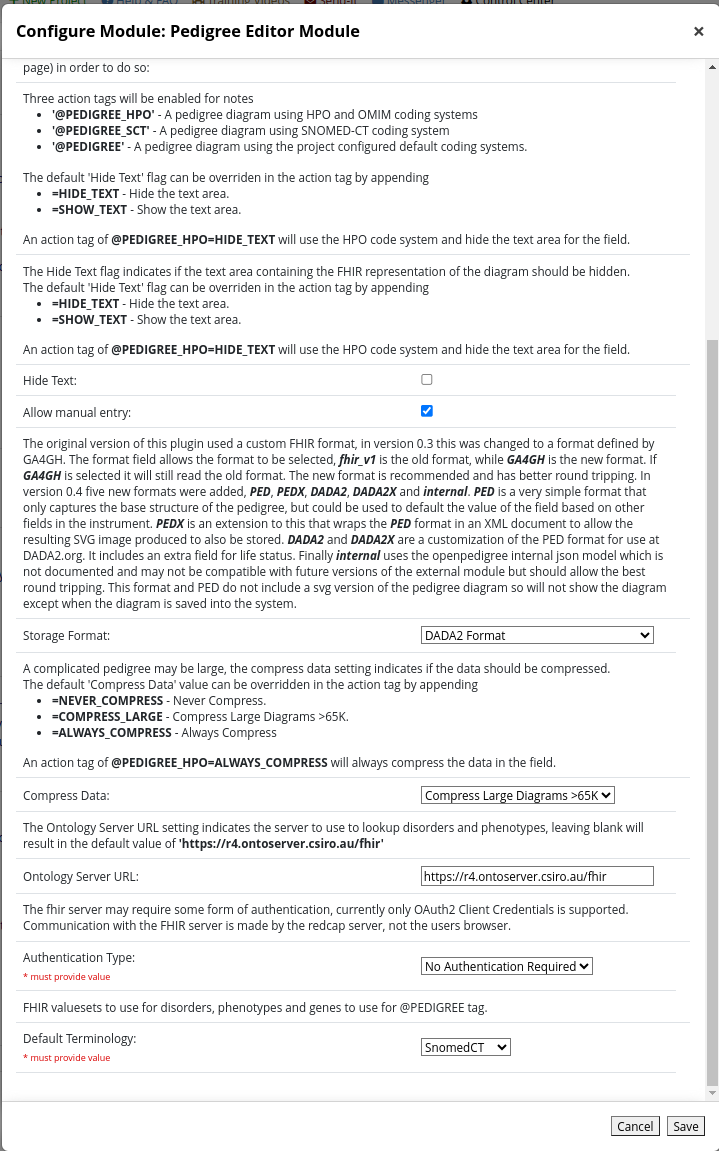 New Project Help & FAQ Training Videos Send-It Messenger Control Center
Configure Module: Pedigree Editor Module ×
page) in order to do so:
Three action tags will be enabled for notes
• '@PEDIGREE_HPO' - A pedigree diagram using HPO and OMIM coding systems
• '@PEDIGREE_SCT' - A pedigree diagram using SNOMED-CT coding system
• '@PEDIGREE' - A pedigree diagram using the project configured default coding systems.
The default 'Hide Text' flag can be overriden in the action tag by appending
• =HIDE_TEXT - Hide the text area.
• =SHOW_TEXT - Show the text area.
An action tag of @PEDIGREE_HPO=HIDE_TEXT will use the HPO code system and hide the text area for the field.
The Hide Text flag indicates if the text area containing the FHIR representation of the diagram should be hidden.
The default 'Hide Text' flag can be overriden in the action tag by appending
• =HIDE_TEXT - Hide the text area.
• =SHOW_TEXT - Show the text area.
An action tag of @PEDIGREE_HPO=HIDE_TEXT will use the HPO code system and hide the text area for the field.
Hide Text:
Allow manual entry:
The original version of this plugin used a custom FHIR format, in version 0.3 this was changed to a format defined by
GA4GH. The format field allows the format to be selected, fhir_v1 is the old format, while GA4GH is the new format. If
GA4GH is selected it will still read the old format. The new format is recommended and has better round tripping. In
version 0.4 five new formats were added, PED, PEDX, DADA2, DADA2X and internal. PED is a very simple format that
only captures the base structure of the pedigree, but could be used to default the value of the field based on other
fields in the instrument. PEDX is an extension to this that wraps the PED format in an XML document to allow the
resulting SVG image produced to also be stored. DADA2 and DADA2X are a customization of the PED format for use at
DADA2.org. It includes an extra field for life status. Finally internal uses the openpedigree internal json model which is
not documented and may not be compatible with future versions of the external module but should allow the best
round tripping. This format and PED do not include a svg version of the pedigree diagram so will not show the diagram
except when the diagram is saved into the system.
Storage Format: DADA2 Format
A complicated pedigree may be large, the compress data setting indicates if the data should be compressed.
The default 'Compress Data' value can be overridden in the action tag by appending
• =NEVER_COMPRESS - Never Compress.
• =COMPRESS_LARGE - Compress Large Diagrams >65K.
• =ALWAYS_COMPRESS - Always Compress
An action tag of @PEDIGREE_HPO=ALWAYS_COMPRESS will always compress the data in the field.
Compress Data: Compress Large Diagrams >65K
The Ontology Server URL setting indicates the server to use to lookup disorders and phenotypes, leaving blank will
result in the default value of 'https://r4.ontoserver.csiro.au/fhir'
Ontology Server URL: https://r4.ontoserver.csiro.au/fhir
The fhir server may require some form of authentication, currently only OAuth2 Client Credentials is supported.
Communication with the FHIR server is made by the redcap server, not the users browser.
Authentication Type: No Authentication Required
* must provide value
FHIR valuesets to use for disorders, phenotypes and genes to use for @PEDIGREE tag.
Default Terminology: SnomedCT
* must provide value
Cancel Save